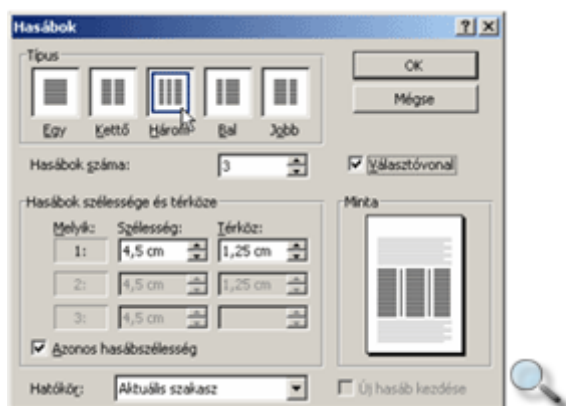 Hasábok
Típus
OK
Mégse
Egy Kettő Három Bal Jobb
Hasábok száma: 3
Választóvonal
Hasábok szélessége és térköze
Minta
Melyik: Szélesség: Térköz:
1: 4,5 cm 1,25 cm
2: 4,5 cm 1,25 cm
3: 4,5 cm
Azonos hasábszélesség
Hatókör: Aktuális szakasz
Új hasáb kezdése